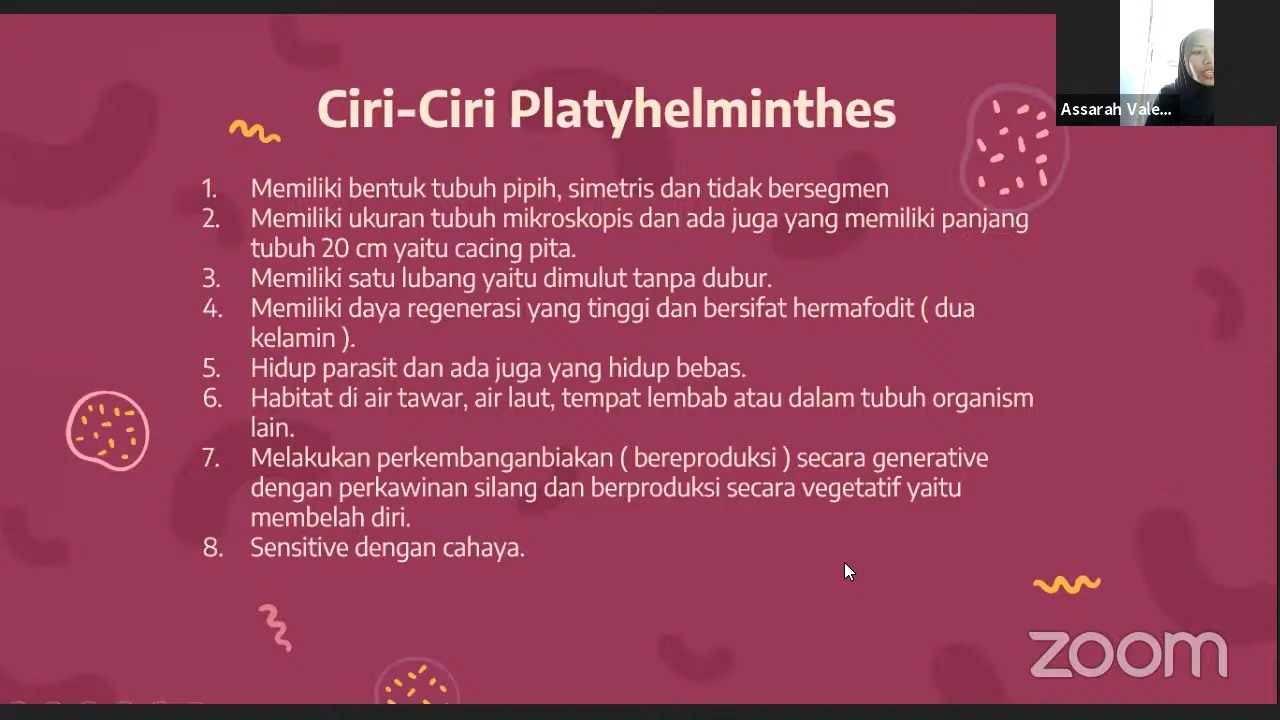 Ciri-Ciri Platyhelminthes
Assarah Vale...
1. Memiliki bentuk tubuh pipih, simetris dan tidak bersegmen
2. Memiliki ukuran tubuh mikroskopis dan ada juga yang memiliki panjang
tubuh 20 cm yaitu cacing pita.
3. Memiliki satu lubang yaitu dimulut tanpa dubur.
4. Memiliki daya regenerasi yang tinggi dan bersifat hermafodit ( dua
kelamin ).
5. Hidup parasit dan ada juga yang hidup bebas.
6. Habitat di air tawar, air laut, tempat lembab atau dalam tubuh organism
lain.
7. Melakukan perkembanganbiakan ( bereproduksi ) secara generative
dengan perkawinan silang dan berproduksi secara vegetatif yaitu
membelah diri.
8. Sensitive dengan cahaya.
zoom